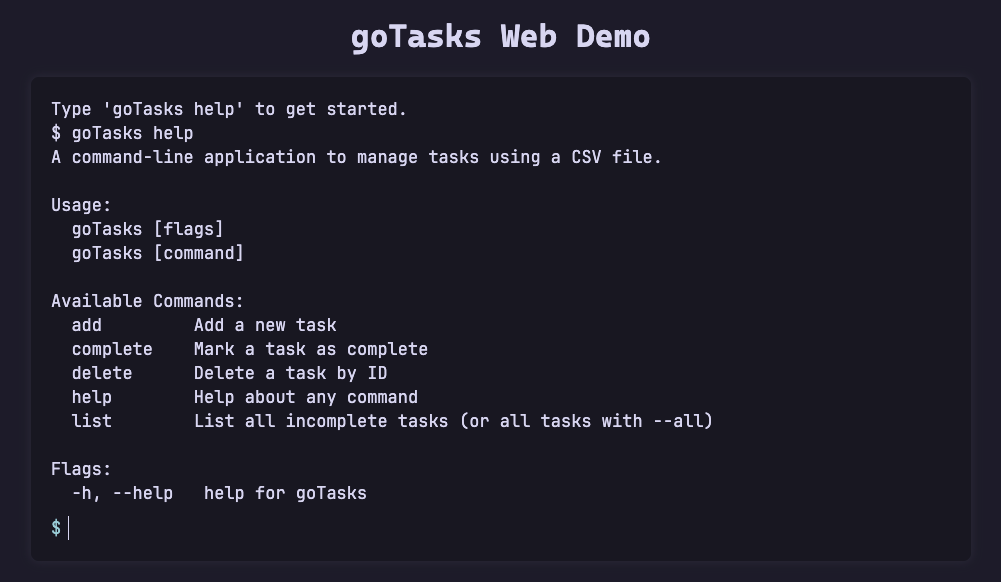 goTasks Web Demo
Type 'goTasks help' to get started.
$ goTasks help
A command-line application to manage tasks using a CSV file.
Usage:
  goTasks [flags]
  goTasks [command]
Available Commands:
  add         Add a new task
  complete    Mark a task as complete
  delete      Delete a task by ID
  help        Help about any command
  list        List all incomplete tasks (or all tasks with --all)
Flags:
  -h, --help   help for goTasks
$